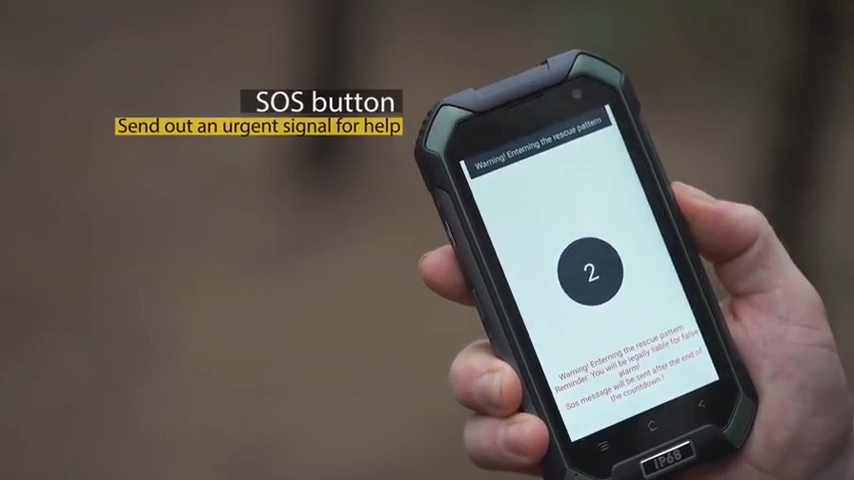 SOS button
Send out an urgent signal for help
Warning! Enterning the rescue pattern
2
Warning! Enterning the rescue pattern
Reminder: You will be legally liable for false
alarm!
Sos message will be sent after the end of
the countdown!
IP68